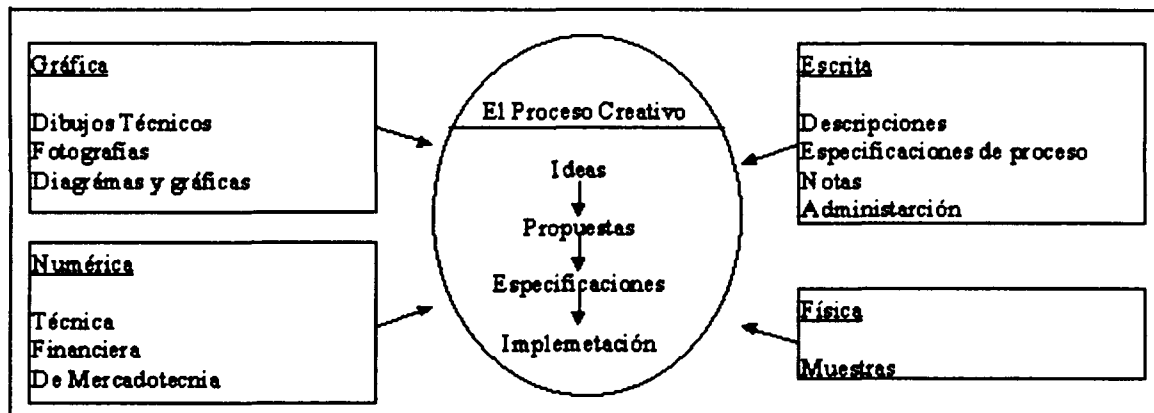 Gráfica
Dibujos Técnicos
Fotografías
Diagrámas y gráficas
Numérica
Técnica
Financiera
De Mercadotecnia
El Proceso Creativo
Ideas
Propuestas
Especificaciones
Implemetación
Escrita
Descripciones
Especificaciones de proceso
Notas
Administarción
Física
Muestras